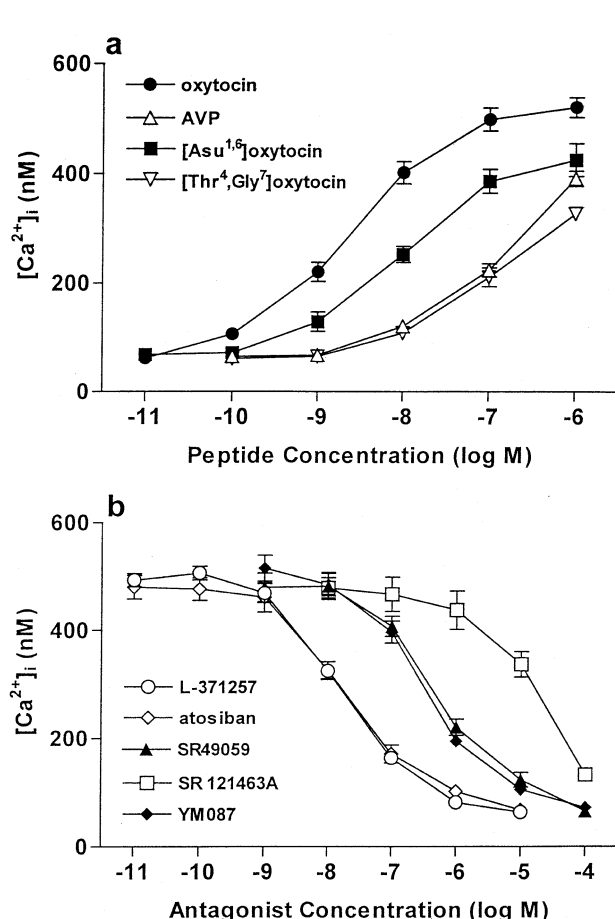 a
600
400
200
0
[Ca2+]i (nM)
oxytocin
AVP
[Asu1,6]oxytocin
[Thr4,Gly7]oxytocin
-11 -10 -9 -8 -7 -6
Peptide Concentration (log M)
b
600
400
200
0
[Ca2+]i (nM)
L-371257
atosiban
SR49059
SR 121463A
YM087
-11 -10 -9 -8 -7 -6 -5 -4
Antagonist Concentration (log M)